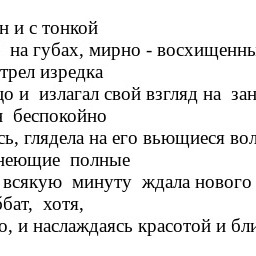 н и с тонкой
на губах, мирно - восхищенны
трел изредка
до и излагал свой взгляд на зан
беспокойно
сь, глядела на его вьющиеся вол
неющие полные
всякую минуту ждала нового
бат, хотя,
о, и наслаждаясь красотой и бли